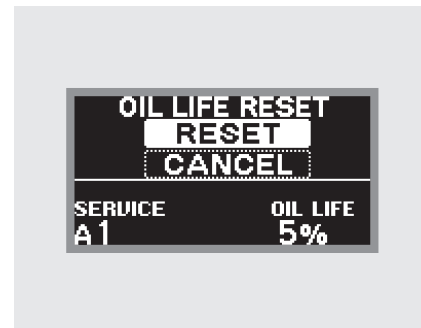 OIL LIFE RESET
RESET
CANCEL
SERVICE OIL LIFE
A1 5%